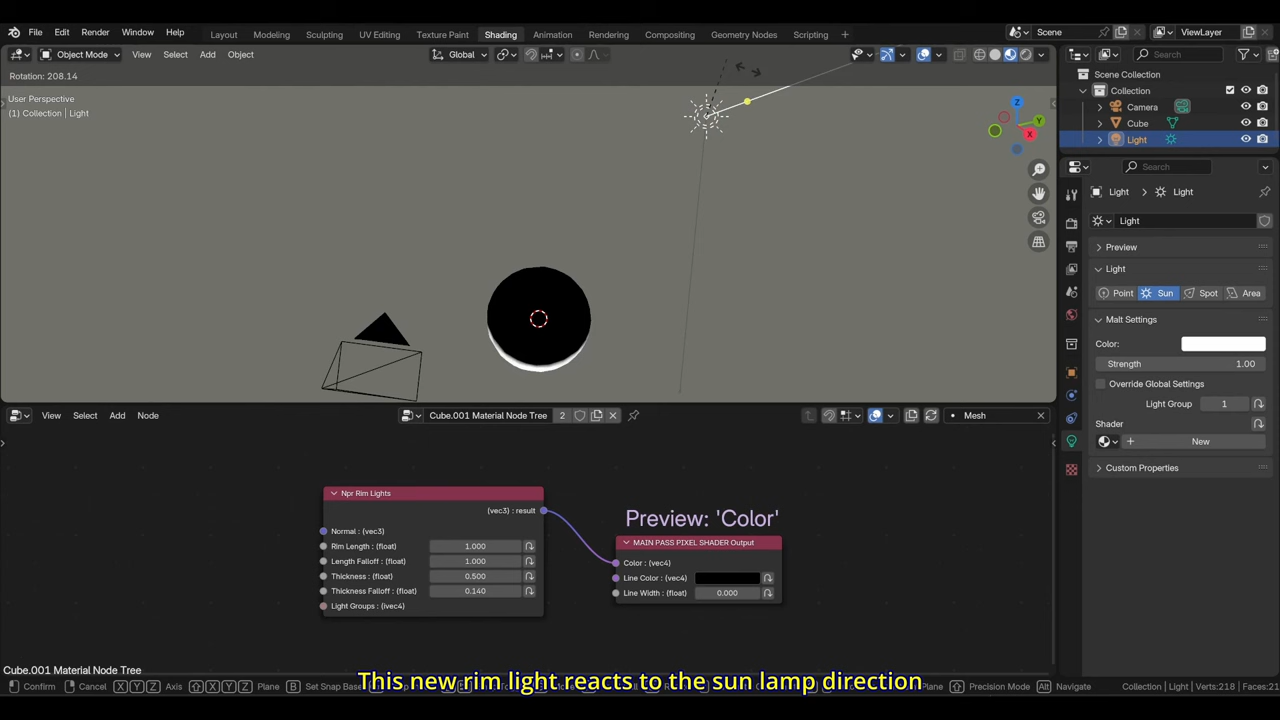 File Edit Render Window Help Layout Modeling Sculpting UV Editing Texture Paint Shading Animation Rendering Compositing Geometry Nodes Scripting + Scene ViewLayer
Object Mode View Select Add Object Global Search
Rotation: 208.14
User Perspective
(1) Collection | Light
Z
Y
X
Scene Collection
Collection
Camera
Cube
Light
Search
Light > Light
Light
Preview
Light
Point Sun Spot Area
Malt Settings
Color:
Strength 1.00
Override Global Settings
Light Group 1
Shader
+ New
Custom Properties
View Select Add Node Cube.001 Material Node Tree 2 Mesh
Npr Rim Lights
(vec3) : result
Normal : (vec3)
Rim Length : (float) 1.000
Length Falloff : (float) 1.000
Thickness : (float) 0.500
Thickness Falloff : (float) 0.140
Light Groups : (ivec4)
Preview: 'Color'
MAIN PASS PIXEL SHADER Output
Color : (vec4)
Line Color : (vec4)
Line Width : (float) 0.000
Cube.001 Material Node Tree
This new rim light reacts to the sun lamp direction
Confirm Cancel X Y Z Axis X Y Z Plane B Set Snap Base Precision Mode Alt Navigate Collection | Light | Verts:218 | Faces:21